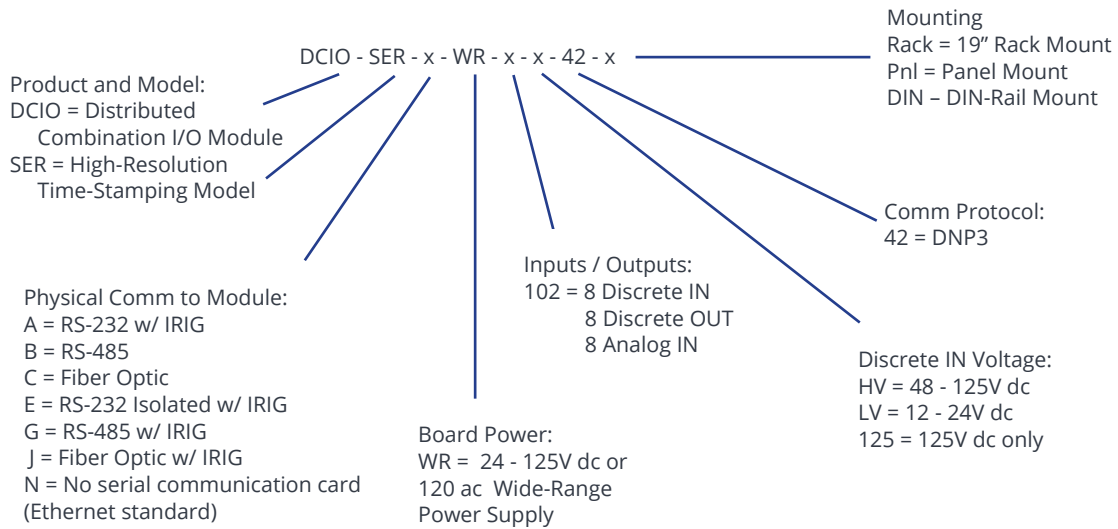 DCIO - SER - x - WR - x - x - 42 - x
Mounting
Rack = 19” Rack Mount
Pnl = Panel Mount
DIN – DIN-Rail Mount
Product and Model:
DCIO = Distributed
Combination I/O Module
SER = High-Resolution
Time-Stamping Model
Comm Protocol:
42 = DNP3
Physical Comm to Module:
A = RS-232 w/ IRIG
B = RS-485
C = Fiber Optic
E = RS-232 Isolated w/ IRIG
G = RS-485 w/ IRIG
J = Fiber Optic w/ IRIG
N = No serial communication card
(Ethernet standard)
Board Power:
WR = 24 - 125V dc or
120 ac Wide-Range
Power Supply
Inputs / Outputs:
102 = 8 Discrete IN
8 Discrete OUT
8 Analog IN
Discrete IN Voltage:
HV = 48 - 125V dc
LV = 12 - 24V dc
125 = 125V dc only